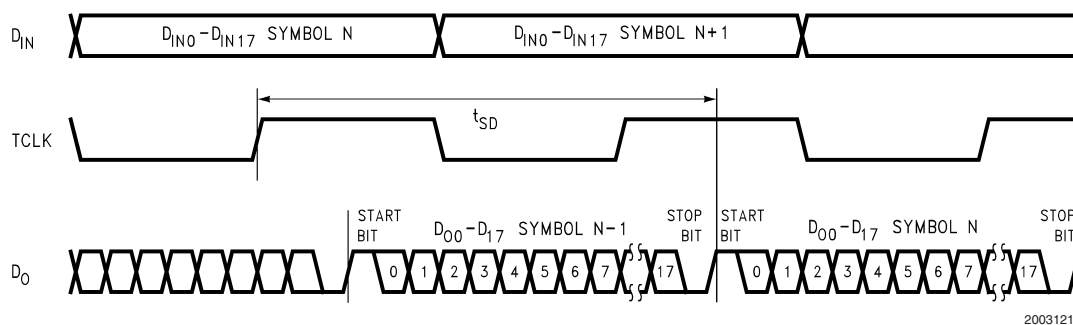 D_IN D_IN0-D_IN17 SYMBOL N D_IN0-D_IN17 SYMBOL N+1
t_SD
TCLK
START BIT D_O0-D_17 SYMBOL N-1 STOP BIT START BIT D_O0-D_17 SYMBOL N STOP BIT
D_O 0 1 2 3 4 5 6 7 17 0 1 2 3 4 5 6 7 17
2003121